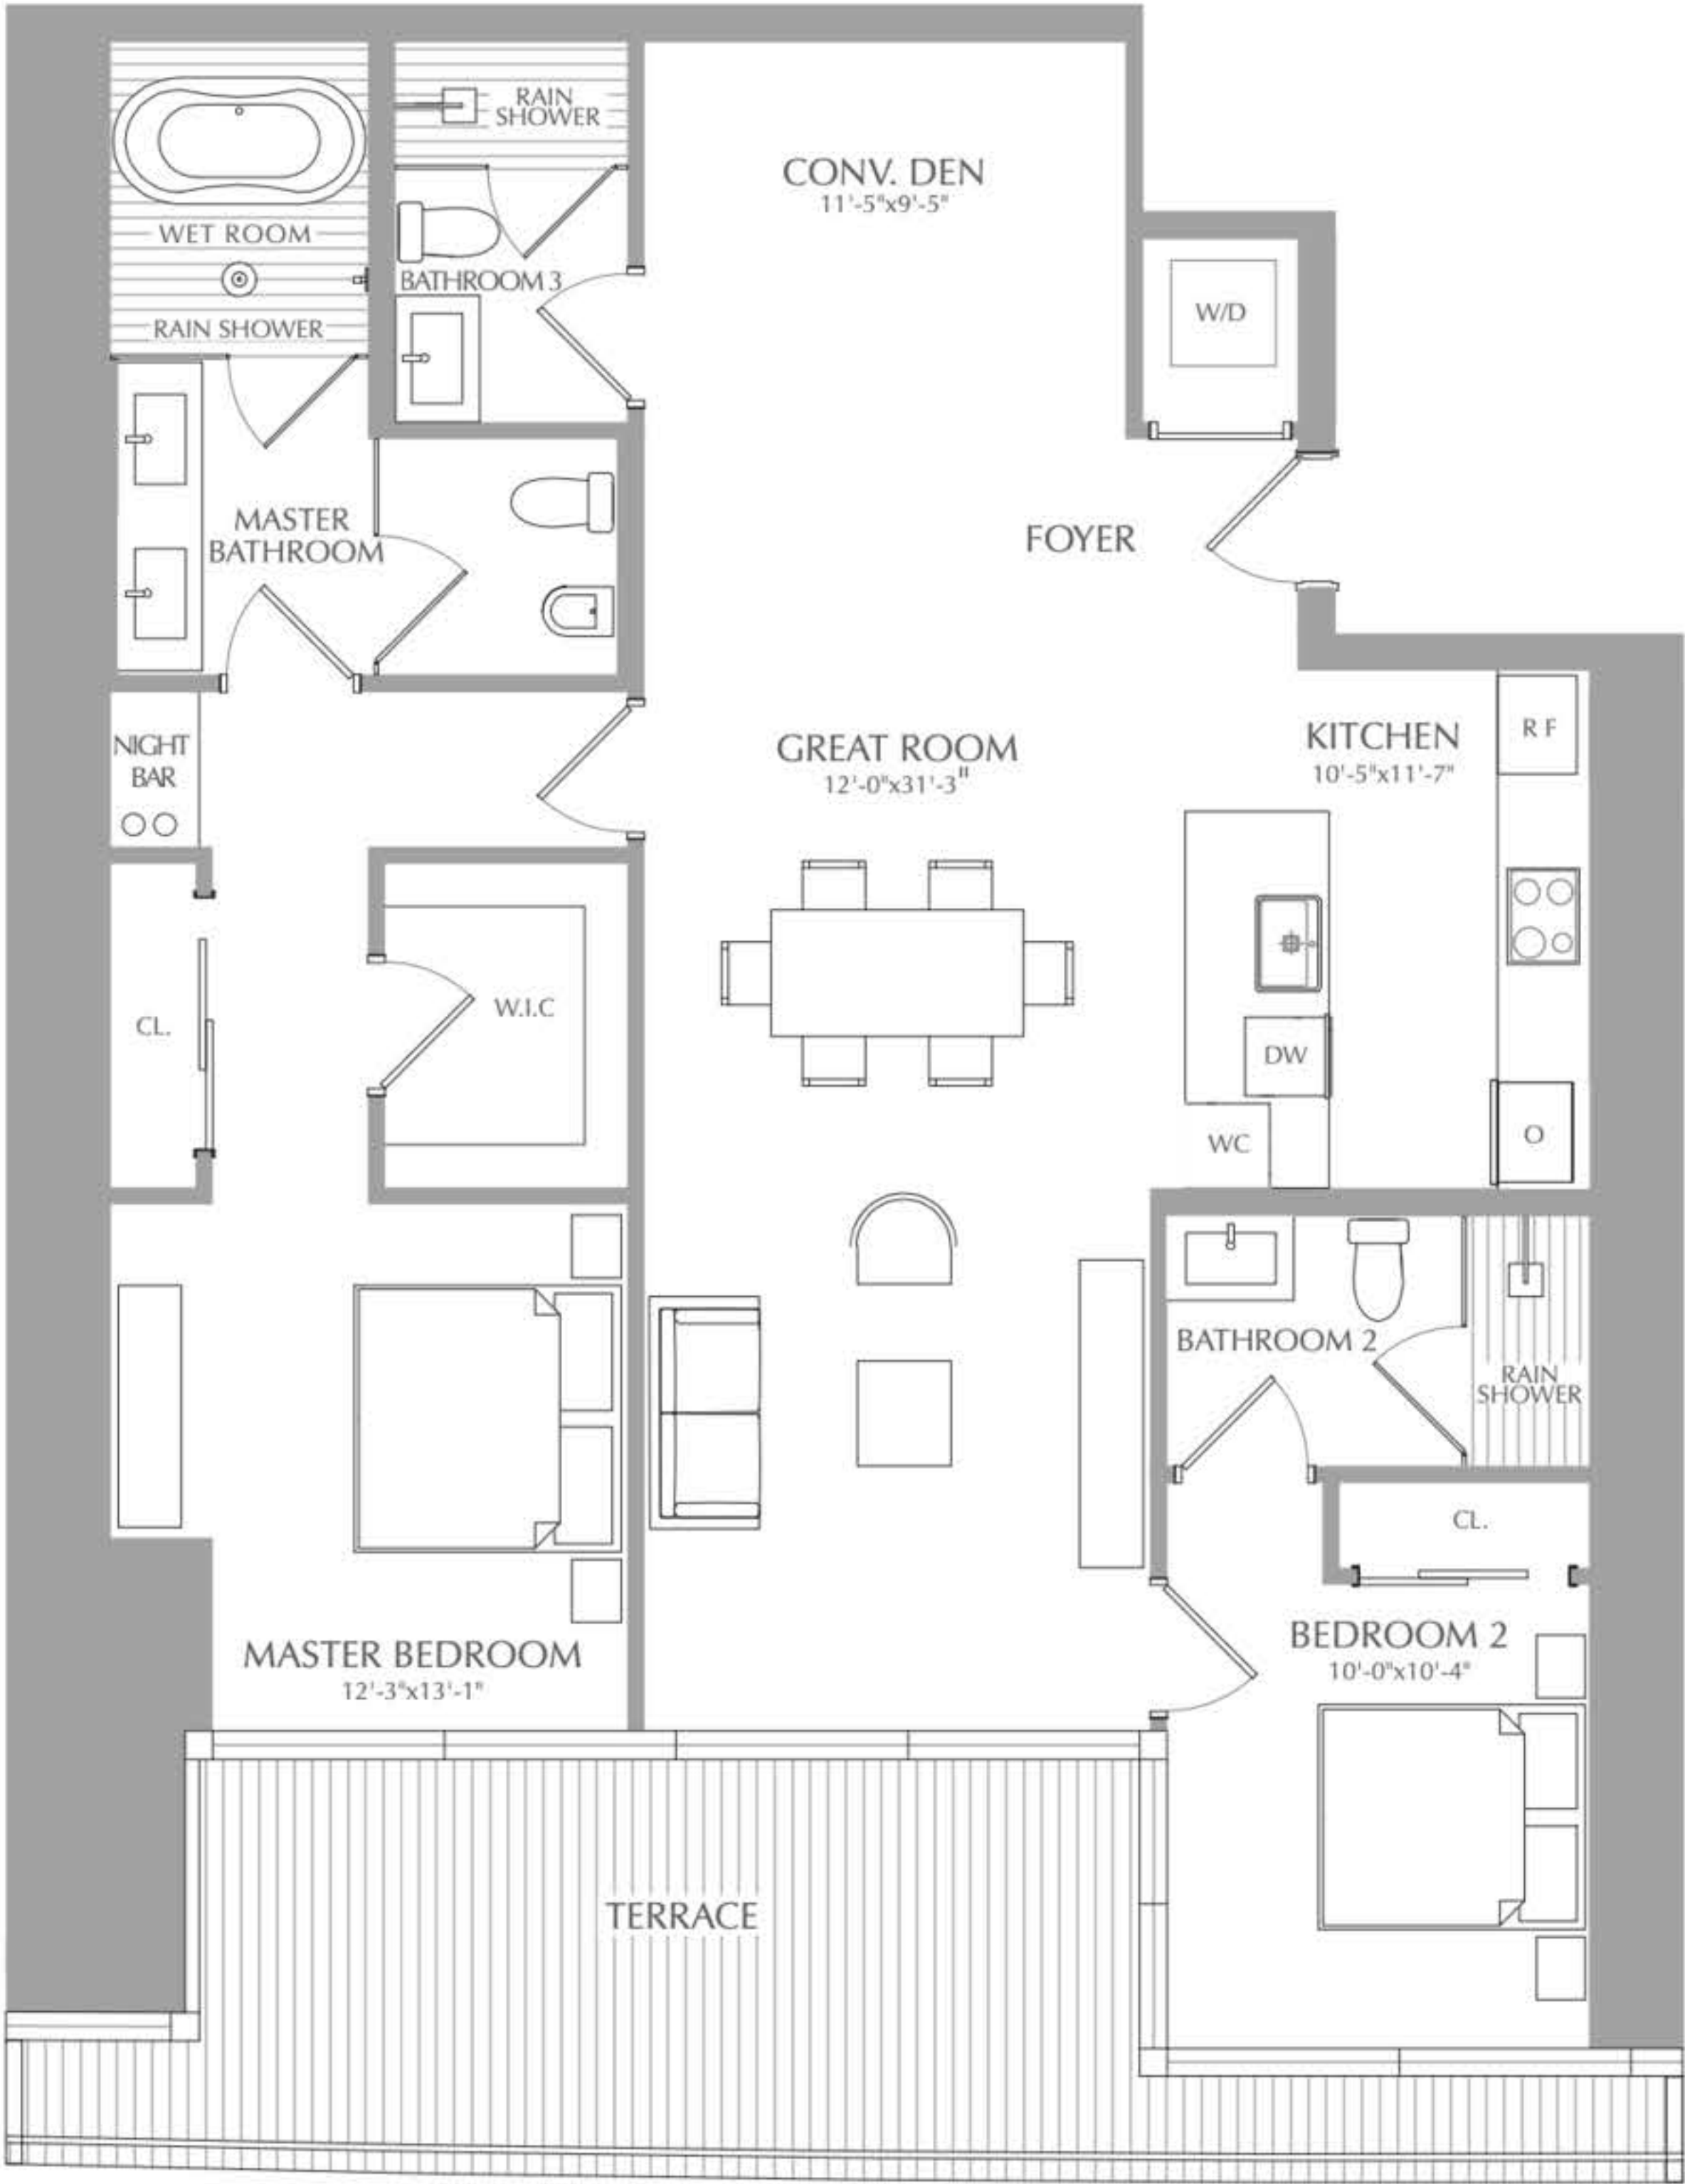 RAIN
SHOWER
CONV. DEN
11'-5"x9'-5"
WET ROOM
BATHROOM 3
RAIN SHOWER
W/D
MASTER
BATHROOM
FOYER
NIGHT
BAR
GREAT ROOM
12'-0"x31'-3"
KITCHEN
10'-5"x11'-7"
R F
CL.
W.I.C
DW
WC
O
BATHROOM 2
RAIN
SHOWER
CL.
MASTER BEDROOM
12'-3"x13'-1"
BEDROOM 2
10'-0"x10'-4"
TERRACE